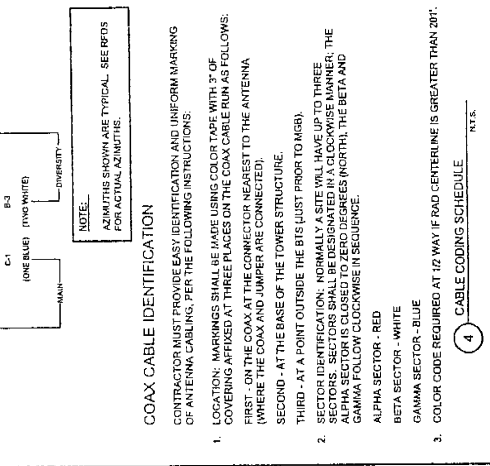 C-1 B-3
(ONE BLUE) (TWO WHITE)
MAIN DIVERSITY
NOTE:
AZIMUTHS SHOWN ARE TYPICAL. SEE RFDS
FOR ACTUAL AZIMUTHS.
COAX CABLE IDENTIFICATION
CONTRACTOR MUST PROVIDE EASY IDENTIFICATION AND UNIFORM MARKING
OF ANTENNA CABLING, PER THE FOLLOWING INSTRUCTIONS:
1. LOCATION: MARKINGS SHALL BE MADE USING COLOR TAPE WITH 3" OF
COVERING AFFIXED AT THREE PLACES ON THE COAX CABLE RUN AS FOLLOWS:
FIRST - ON THE COAX AT THE CONNECTOR NEAREST TO THE ANTENNA
(WHERE THE COAX AND JUMPER ARE CONNECTED).
SECOND - AT THE BASE OF THE TOWER STRUCTURE.
THIRD - AT A POINT OUTSIDE THE BTS (JUST PRIOR TO MGB).
2. SECTOR IDENTIFICATION: NORMALLY A SITE WILL HAVE UP TO THREE
SECTORS. SECTORS SHALL BE DESIGNATED IN A CLOCKWISE MANNER; THE
ALPHA SECTOR IS CLOSED TO ZERO DEGREES (NORTH), THE BETA AND
GAMMA FOLLOW CLOCKWISE IN SEQUENCE.
ALPHA SECTOR - RED
BETA SECTOR - WHITE
GAMMA SECTOR - BLUE
3. COLOR CODE REQUIRED AT 1/2 WAY IF RAD CENTERLINE IS GREATER THAN 201'.
4 CABLE CODING SCHEDULE
N.T.S.